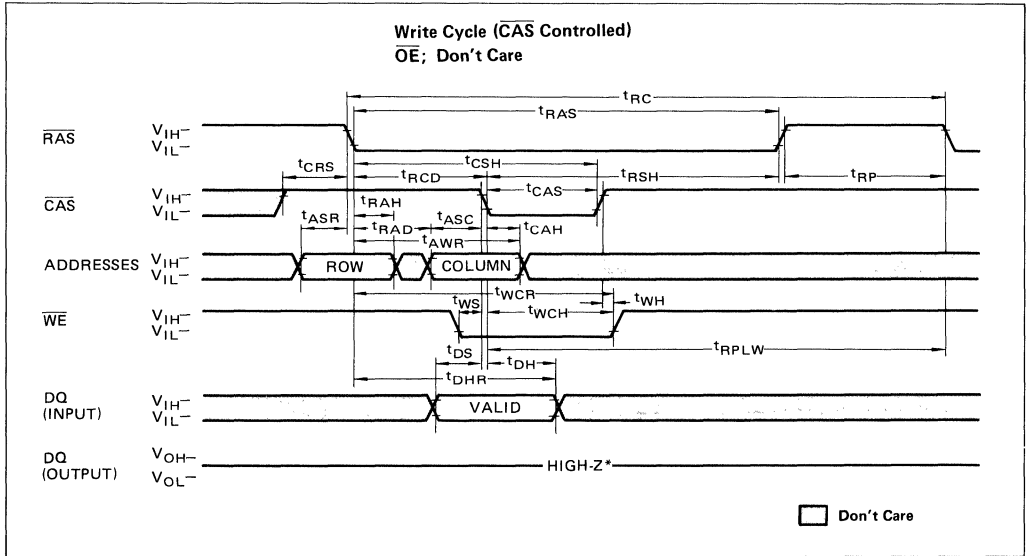 Write Cycle (CAS Controlled)
OE; Don't Care
tRC
tRAS
RAS
VIH–
VIL–
tCRS
tCSH
tRCD
tRSH
tRP
CAS
VIH–
VIL–
tCAS
tRAH
tASR
tRAD
tASC
tCAH
tAWR
ADDRESSES
VIH–
VIL–
ROW
COLUMN
tWCR
tWS
tWH
tWCH
WE
VIH–
VIL–
tRPLW
tDS
tDH
tDHR
DQ
(INPUT)
VIH–
VIL–
VALID
DQ
(OUTPUT)
VOH–
VOL–
HIGH-Z*
Don't Care